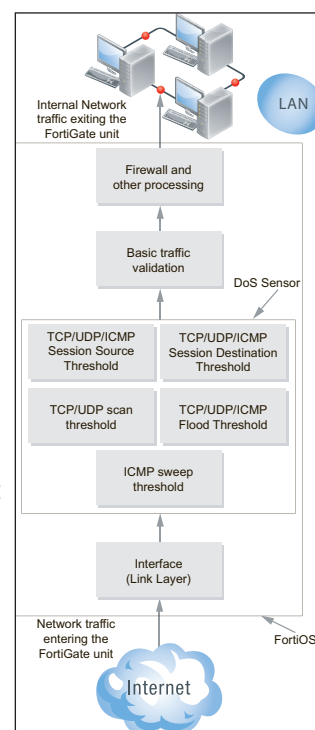 Internal Network
traffic exiting the
FortiGate unit
LAN
Firewall and
other processing
Basic traffic
validation
DoS Sensor
TCP/UDP/ICMP
Session Source
Threshold
TCP/UDP/ICMP
Session Destination
Threshold
TCP/UDP scan
threshold
TCP/UDP/ICMP
Flood Threshold
ICMP sweep
threshold
Interface
(Link Layer)
Network traffic
entering the
FortiGate unit
FortiOS
Internet